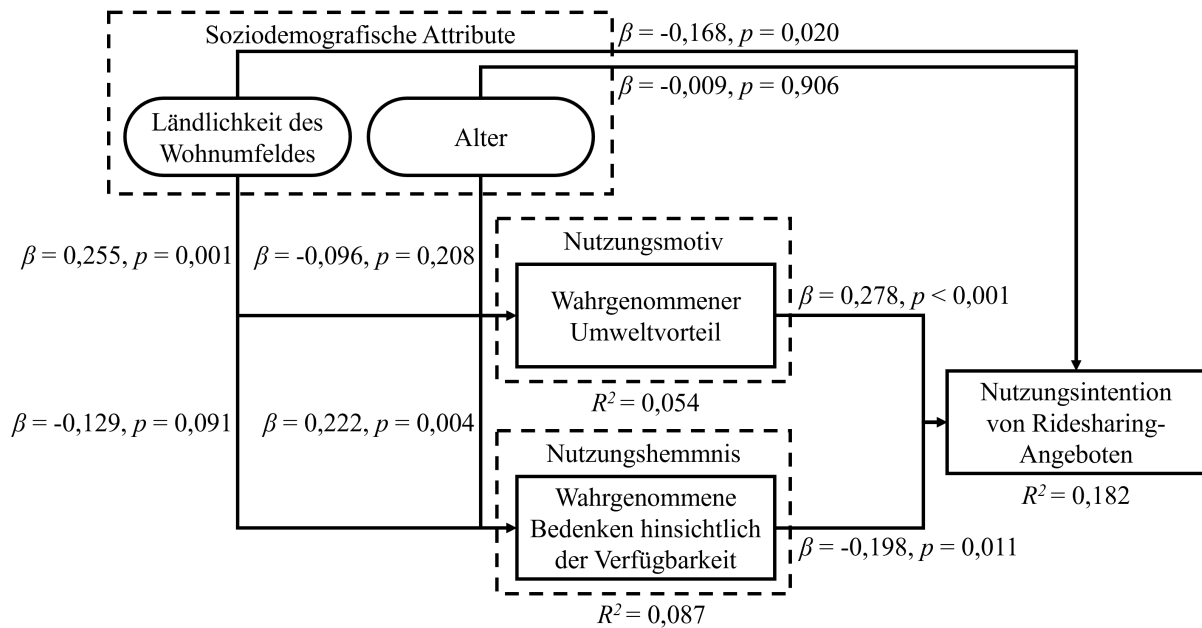 Soziodemografische Attribute
β = -0,168, p = 0,020
β = -0,009, p = 0,906
Ländlichkeit des
Wohnumfeldes
Alter
β = 0,255, p = 0,001
β = -0,096, p = 0,208
Nutzungsmotiv
Wahrgenommener
Umweltvorteil
β = 0,278, p < 0,001
R² = 0,054
β = -0,129, p = 0,091
β = 0,222, p = 0,004
Nutzungshemmnis
Wahrgenommene
Bedenken hinsichtlich
der Verfügbarkeit
β = -0,198, p = 0,011
R² = 0,087
Nutzungsintention
von Ridesharing-
Angeboten
R² = 0,182